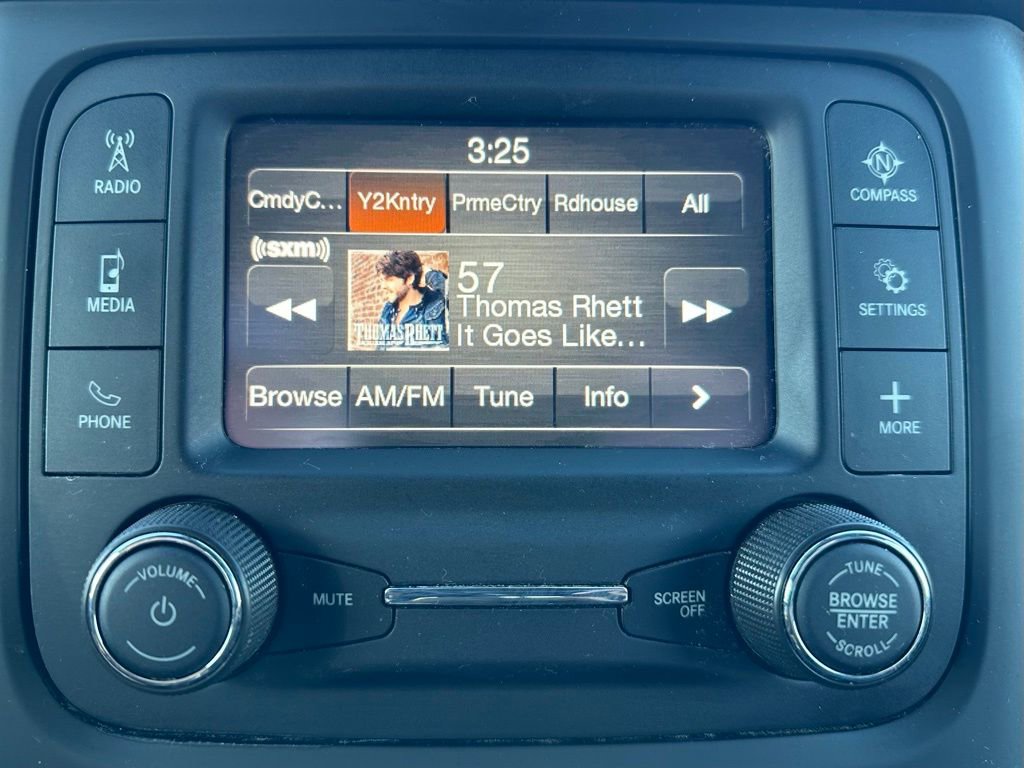 3:25
CmdyC... Y2Kntry PrmeCtry Rdhouse All
((sxm))
57
Thomas Rhett
It Goes Like...
THOMAS RHETT
Browse AM/FM Tune Info >
RADIO
MEDIA
PHONE
N
COMPASS
SETTINGS
+
MORE
VOLUME
MUTE
SCREEN
OFF
TUNE
BROWSE
ENTER
SCROLL